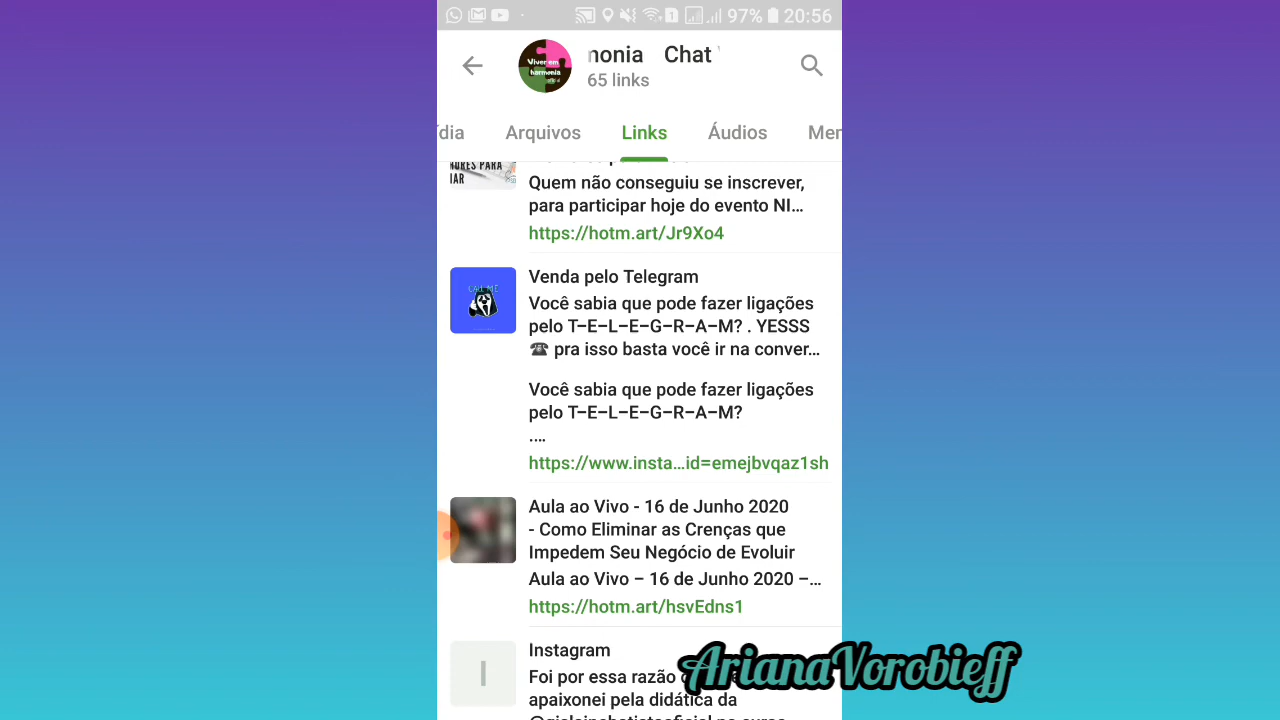 97% 20:56
Viver em
harmonia
nonia Chat
65 links
Arquivos Links Áudios
Quem não conseguiu se inscrever,
para participar hoje do evento NI…
https://hotm.art/Jr9Xo4
Venda pelo Telegram
Você sabia que pode fazer ligações
pelo T–E–L–E–G–R–A–M? . YESSS
☎ pra isso basta você ir na conver…
Você sabia que pode fazer ligações
pelo T–E–L–E–G–R–A–M?
.…
https://www.insta…id=emejbvqaz1sh
Aula ao Vivo - 16 de Junho 2020
- Como Eliminar as Crenças que
Impedem Seu Negócio de Evoluir
Aula ao Vivo – 16 de Junho 2020 –…
https://hotm.art/hsvEdns1
Instagram
I
Foi por essa razão
apaixonei pela didática da
ArianaVorobieff